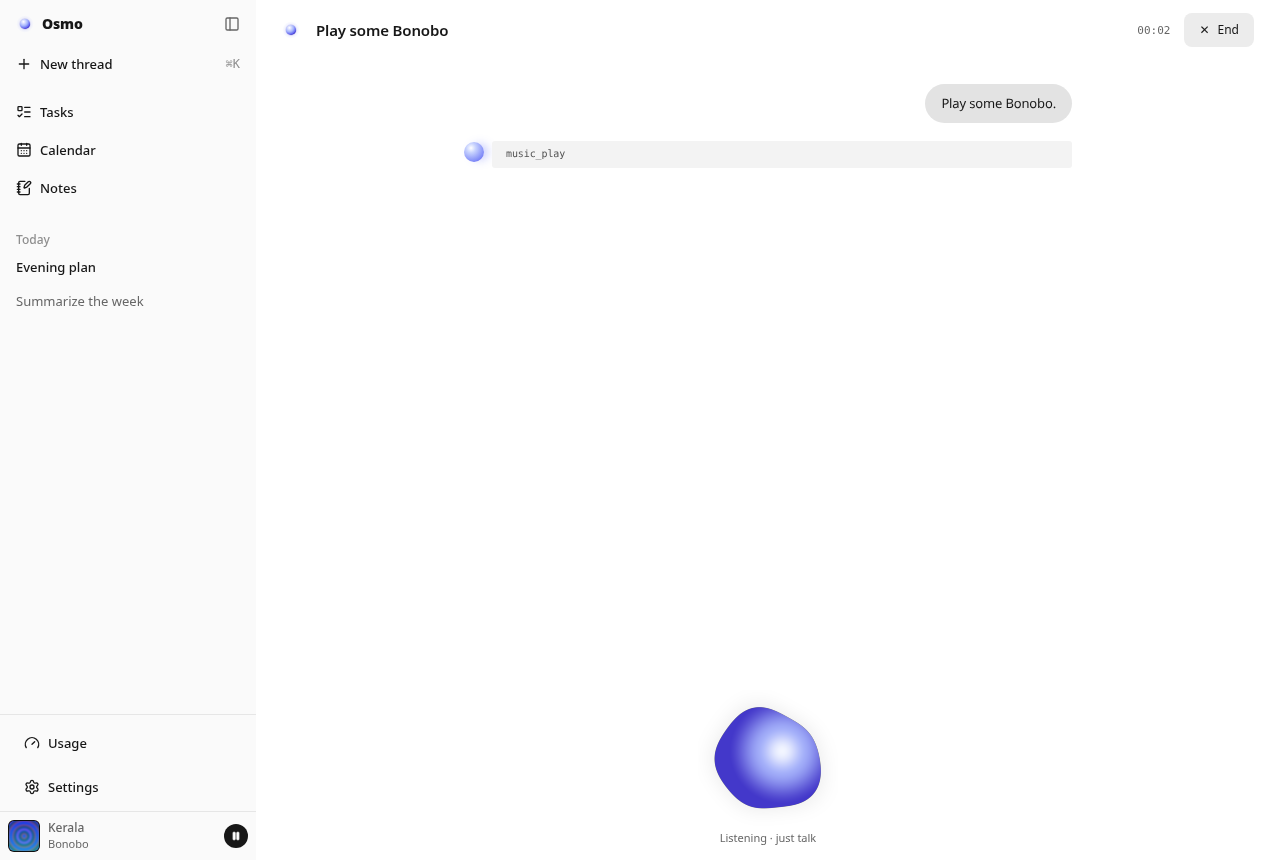 Osmo
New thread ⌘K
Tasks
Calendar
Notes
Today
Evening plan
Summarize the week
Usage
Settings
Kerala
Bonobo
Play some Bonobo
00:02
End
Play some Bonobo.
music_play
Listening · just talk